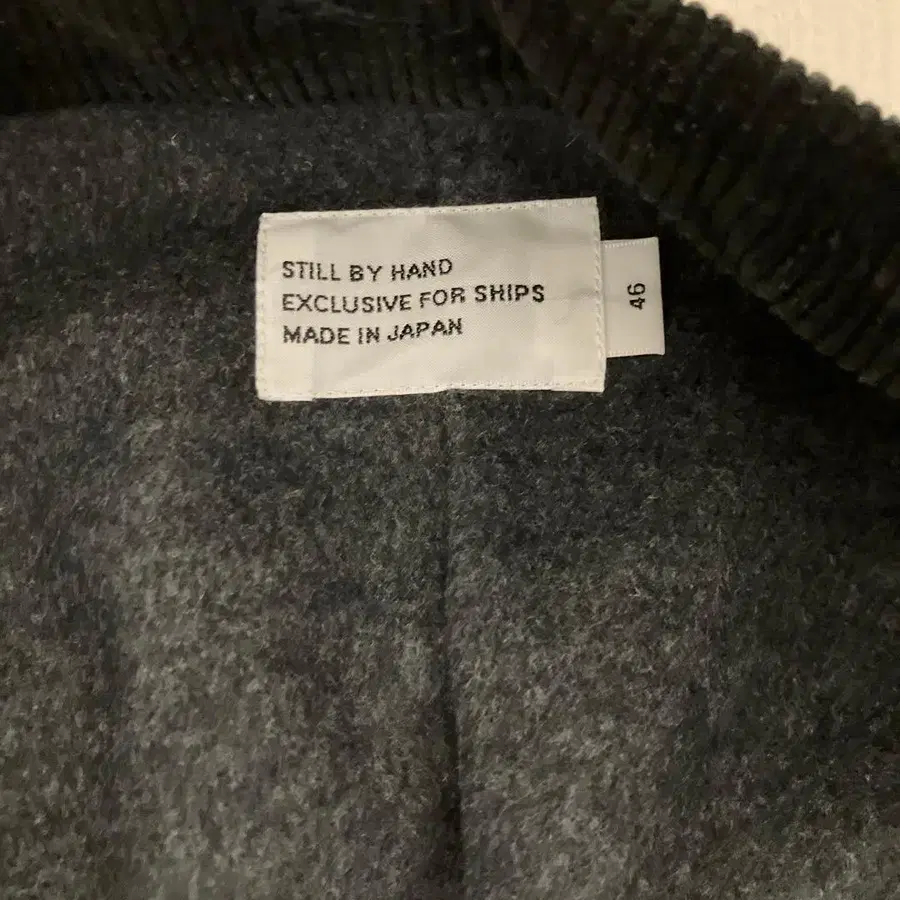 STILL BY HAND
EXCLUSIVE FOR SHIPS
MADE IN JAPAN
46